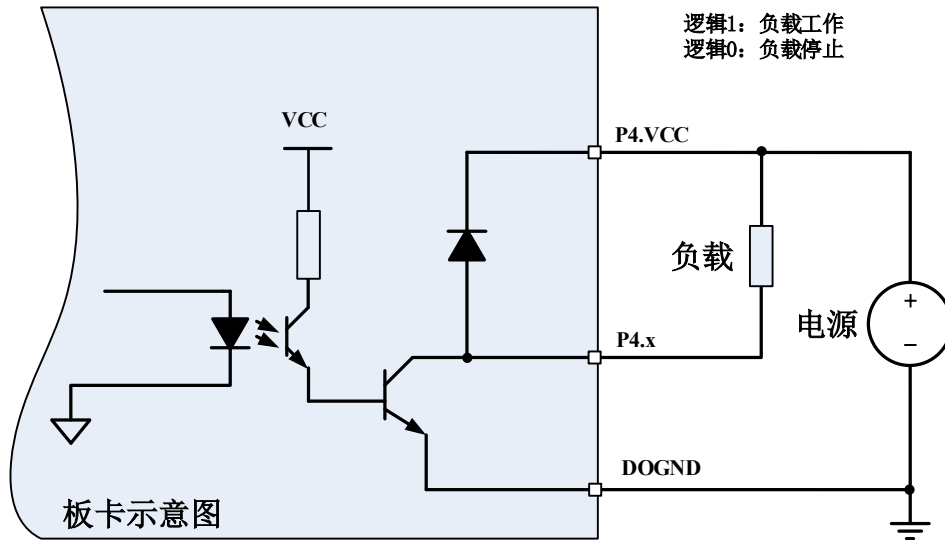 逻辑1: 负载工作
逻辑0: 负载停止
VCC
P4.VCC
负载
+
电源
−
P4.x
DOGND
板卡示意图